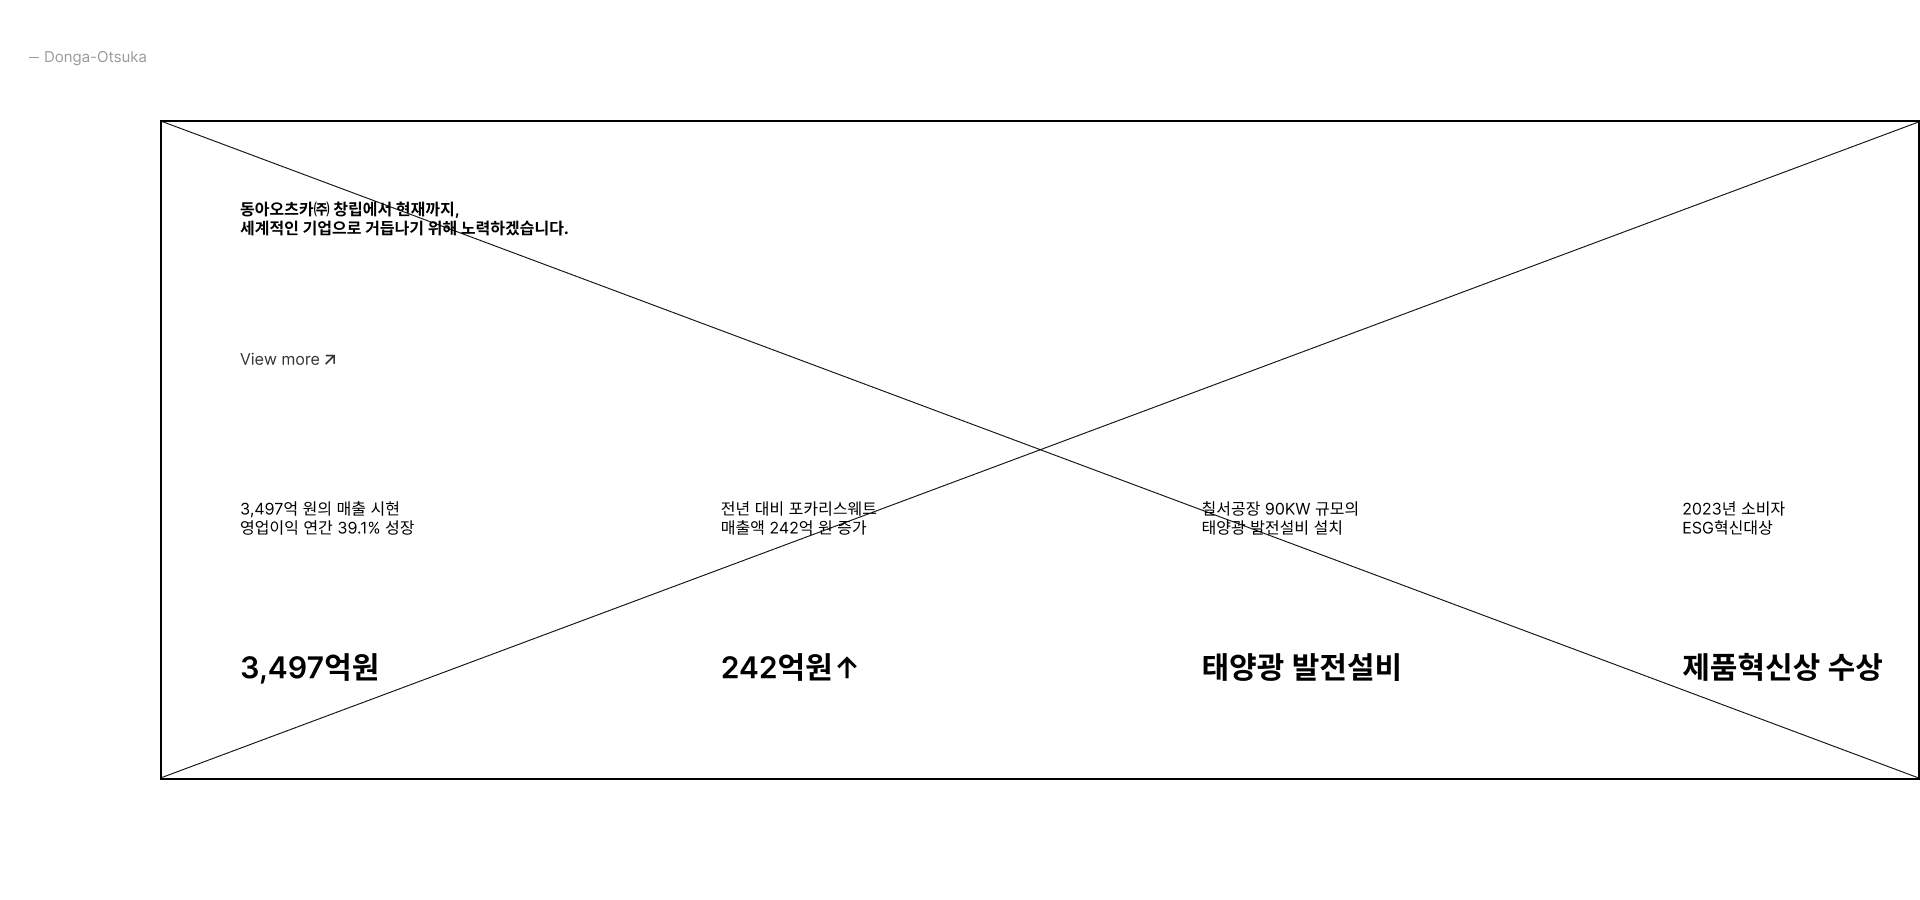 — Donga-Otsuka
동아오츠카㈜ 창립에서 현재까지,
세계적인 기업으로 거듭나기 위해 노력하겠습니다.
View more ↗
3,497억 원의 매출 시현
영업이익 연간 39.1% 성장
3,497억원
전년 대비 포카리스웨트
매출액 242억 원 증가
242억원↑
칠서공장 90KW 규모의
태양광 발전설비 설치
태양광 발전설비
2023년 소비자
ESG혁신대상
제품혁신상 수상